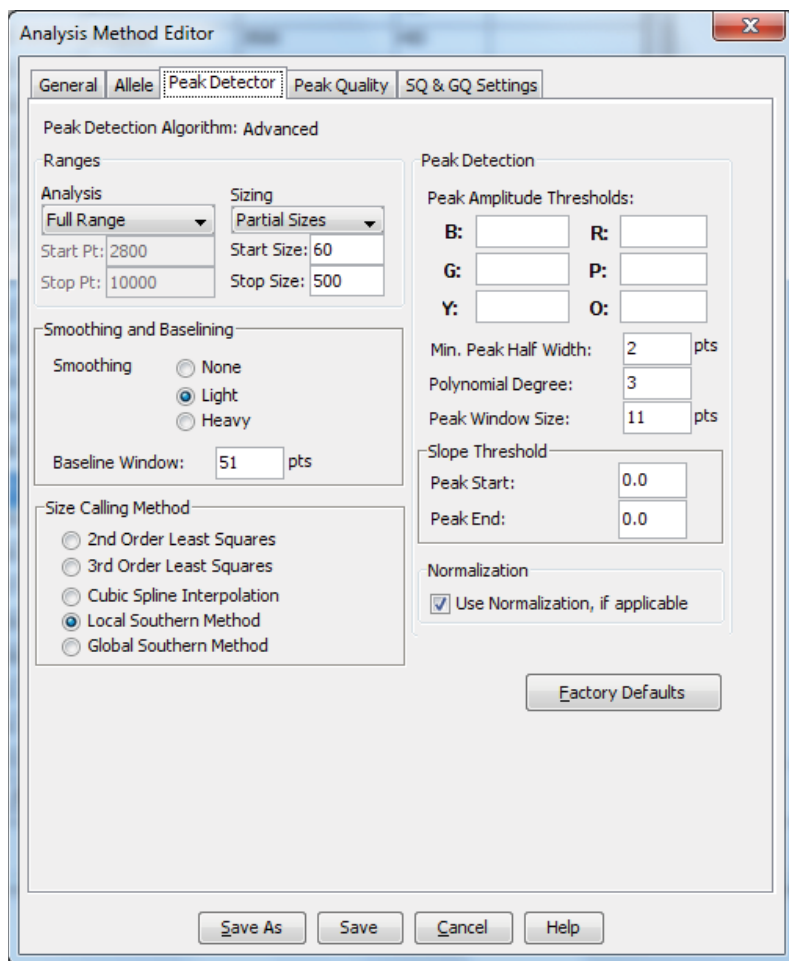 Analysis Method Editor
General Allele Peak Detector Peak Quality SQ & GQ Settings
Peak Detection Algorithm: Advanced
Ranges
Analysis
Full Range
Start Pt: 2800
Stop Pt: 10000
Sizing
Partial Sizes
Start Size: 60
Stop Size: 500
Smoothing and Baselining
Smoothing
None
Light
Heavy
Baseline Window: 51 pts
Size Calling Method
2nd Order Least Squares
3rd Order Least Squares
Cubic Spline Interpolation
Local Southern Method
Global Southern Method
Peak Detection
Peak Amplitude Thresholds:
B: R:
G: P:
Y: O:
Min. Peak Half Width: 2 pts
Polynomial Degree: 3
Peak Window Size: 11 pts
Slope Threshold
Peak Start: 0.0
Peak End: 0.0
Normalization
Use Normalization, if applicable
Factory Defaults
Save As Save Cancel Help